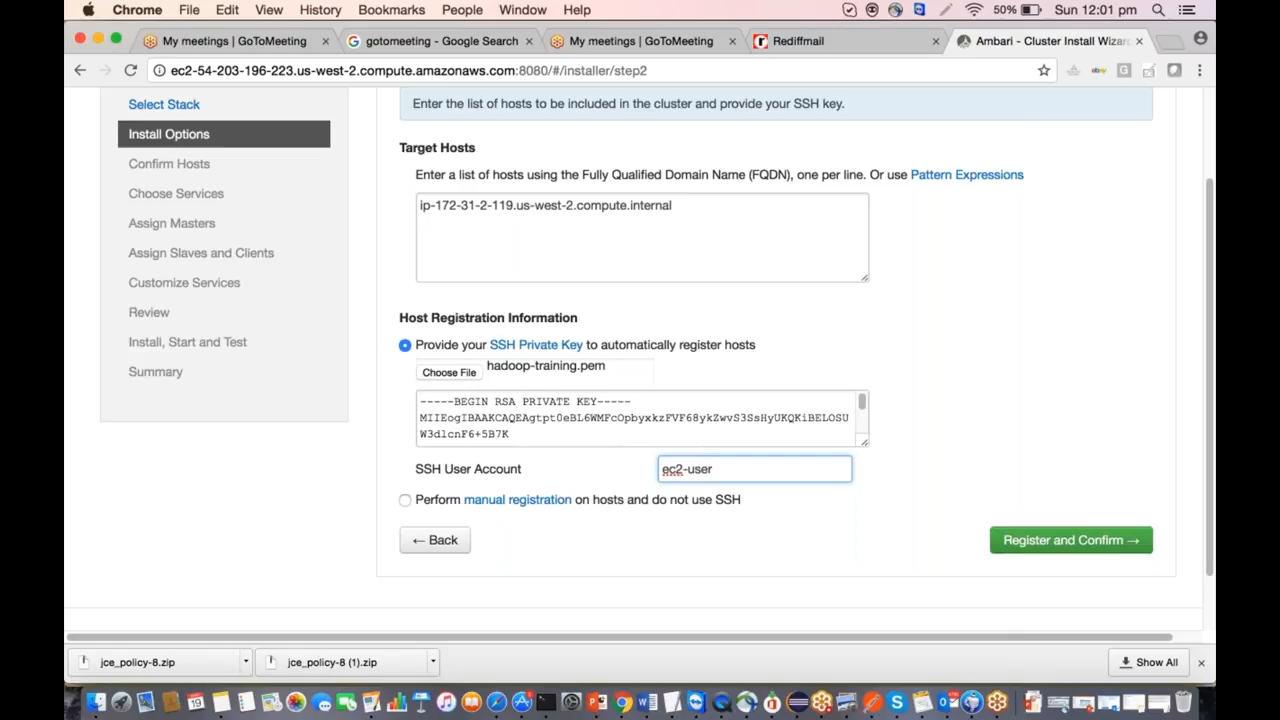 Chrome File Edit View History Bookmarks People Window Help 50% Sun 12:01 pm
My meetings | GoToMeeting gotomeeting - Google Search My meetings | GoToMeeting Rediffmail Ambari - Cluster Install Wizard
ec2-54-203-196-223.us-west-2.compute.amazonaws.com:8080/#/installer/step2
Select Stack
Install Options
Confirm Hosts
Choose Services
Assign Masters
Assign Slaves and Clients
Customize Services
Review
Install, Start and Test
Summary
Enter the list of hosts to be included in the cluster and provide your SSH key.
Target Hosts
Enter a list of hosts using the Fully Qualified Domain Name (FQDN), one per line. Or use Pattern Expressions
ip-172-31-2-119.us-west-2.compute.internal
Host Registration Information
Provide your SSH Private Key to automatically register hosts
Choose File hadoop-training.pem
-----BEGIN RSA PRIVATE KEY-----
MIIEogIBAAKCAQEAgtpt0eBL6WMFcOpbyxkzFVF68ykZwvS3SsHyUKQKiBELOSU
W3dlcnF6+5B7K
SSH User Account ec2-user
Perform manual registration on hosts and do not use SSH
← Back Register and Confirm →
jce_policy-8.zip jce_policy-8 (1).zip Show All